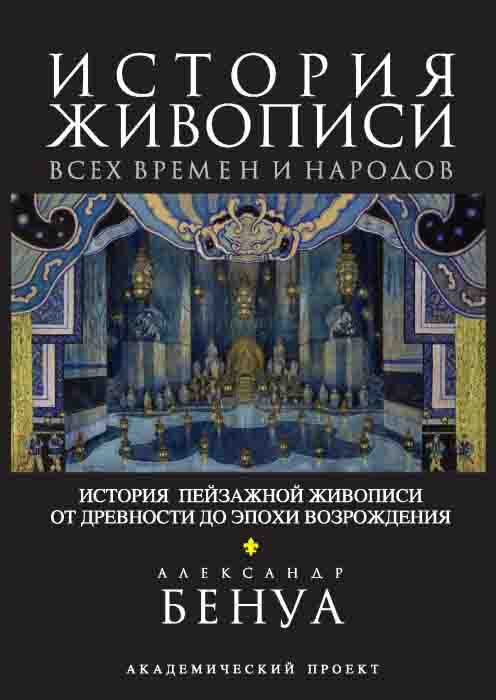 ИСТОРИЯ
ЖИВОПИСИ
ВСЕХ ВРЕМЕН И НАРОДОВ
ИСТОРИЯ ПЕЙЗАЖНОЙ ЖИВОПИСИ
ОТ ДРЕВНОСТИ ДО ЭПОХИ ВОЗРОЖДЕНИЯ
АЛЕКСАНДР
БЕНУА
АКАДЕМИЧЕСКИЙ ПРОЕКТ